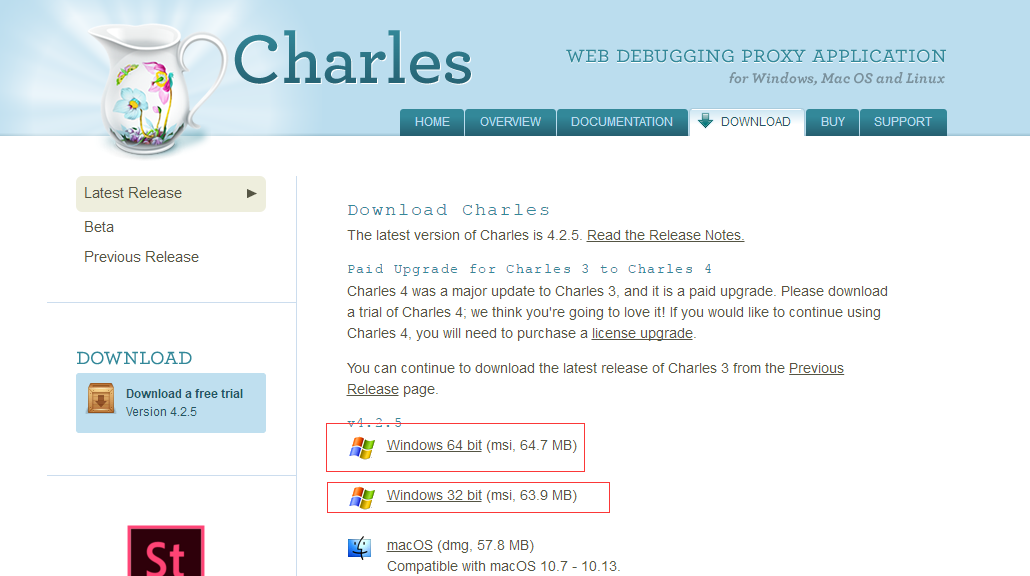 Charles
WEB DEBUGGING PROXY APPLICATION
for Windows, Mac OS and Linux
HOME OVERVIEW DOCUMENTATION DOWNLOAD BUY SUPPORT
Latest Release
Beta
Previous Release
DOWNLOAD
Download a free trial
Version 4.2.5
St
Download Charles
The latest version of Charles is 4.2.5. Read the Release Notes.
Paid Upgrade for Charles 3 to Charles 4
Charles 4 was a major update to Charles 3, and it is a paid upgrade. Please download
a trial of Charles 4; we think you're going to love it! If you would like to continue using
Charles 4, you will need to purchase a license upgrade.
You can continue to download the latest release of Charles 3 from the Previous
Release page.
v4.2.5
Windows 64 bit (msi, 64.7 MB)
Windows 32 bit (msi, 63.9 MB)
macOS (dmg, 57.8 MB)
Compatible with macOS 10.7 - 10.13.